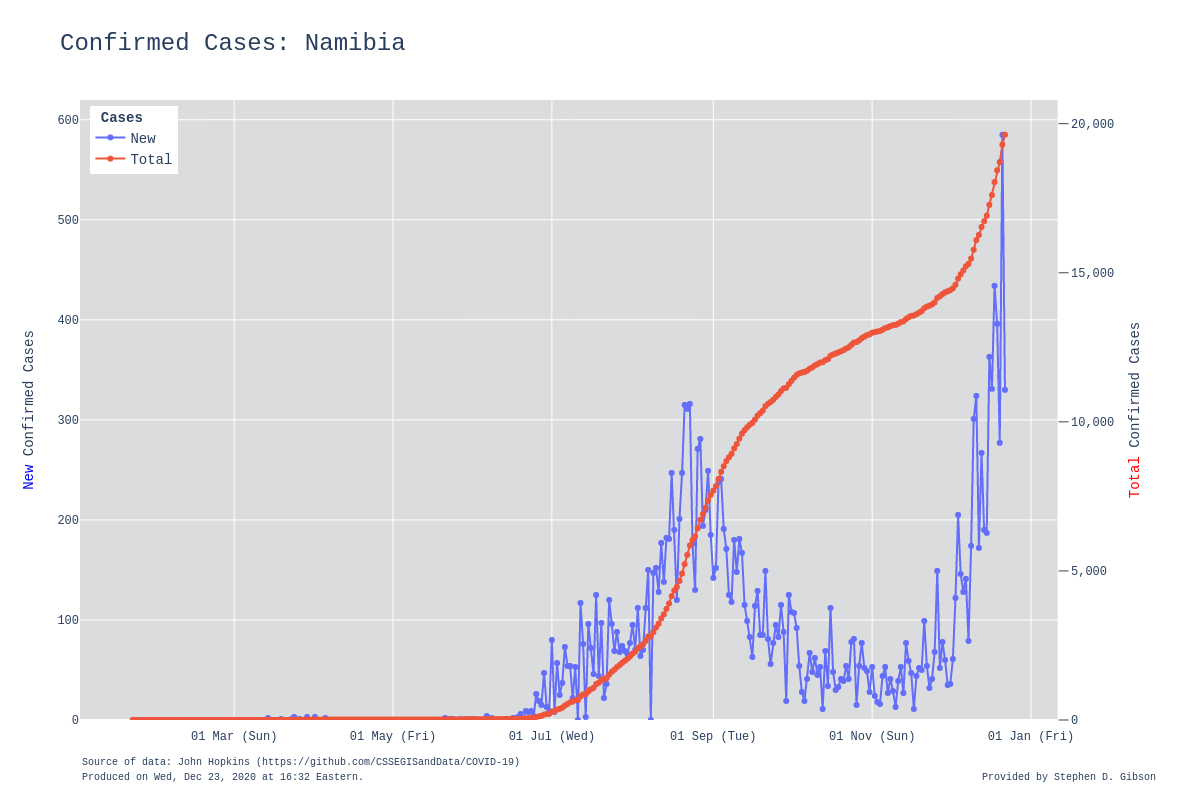 Confirmed Cases: Namibia
Cases
New
Total
600
500
400
300
200
100
0
New Confirmed Cases
20,000
15,000
10,000
5,000
0
Total Confirmed Cases
01 Mar (Sun)
01 May (Fri)
01 Jul (Wed)
01 Sep (Tue)
01 Nov (Sun)
01 Jan (Fri)
Source of data: John Hopkins (https://github.com/CSSEGISandData/COVID-19)
Produced on Wed, Dec 23, 2020 at 16:32 Eastern.
Provided by Stephen D. Gibson